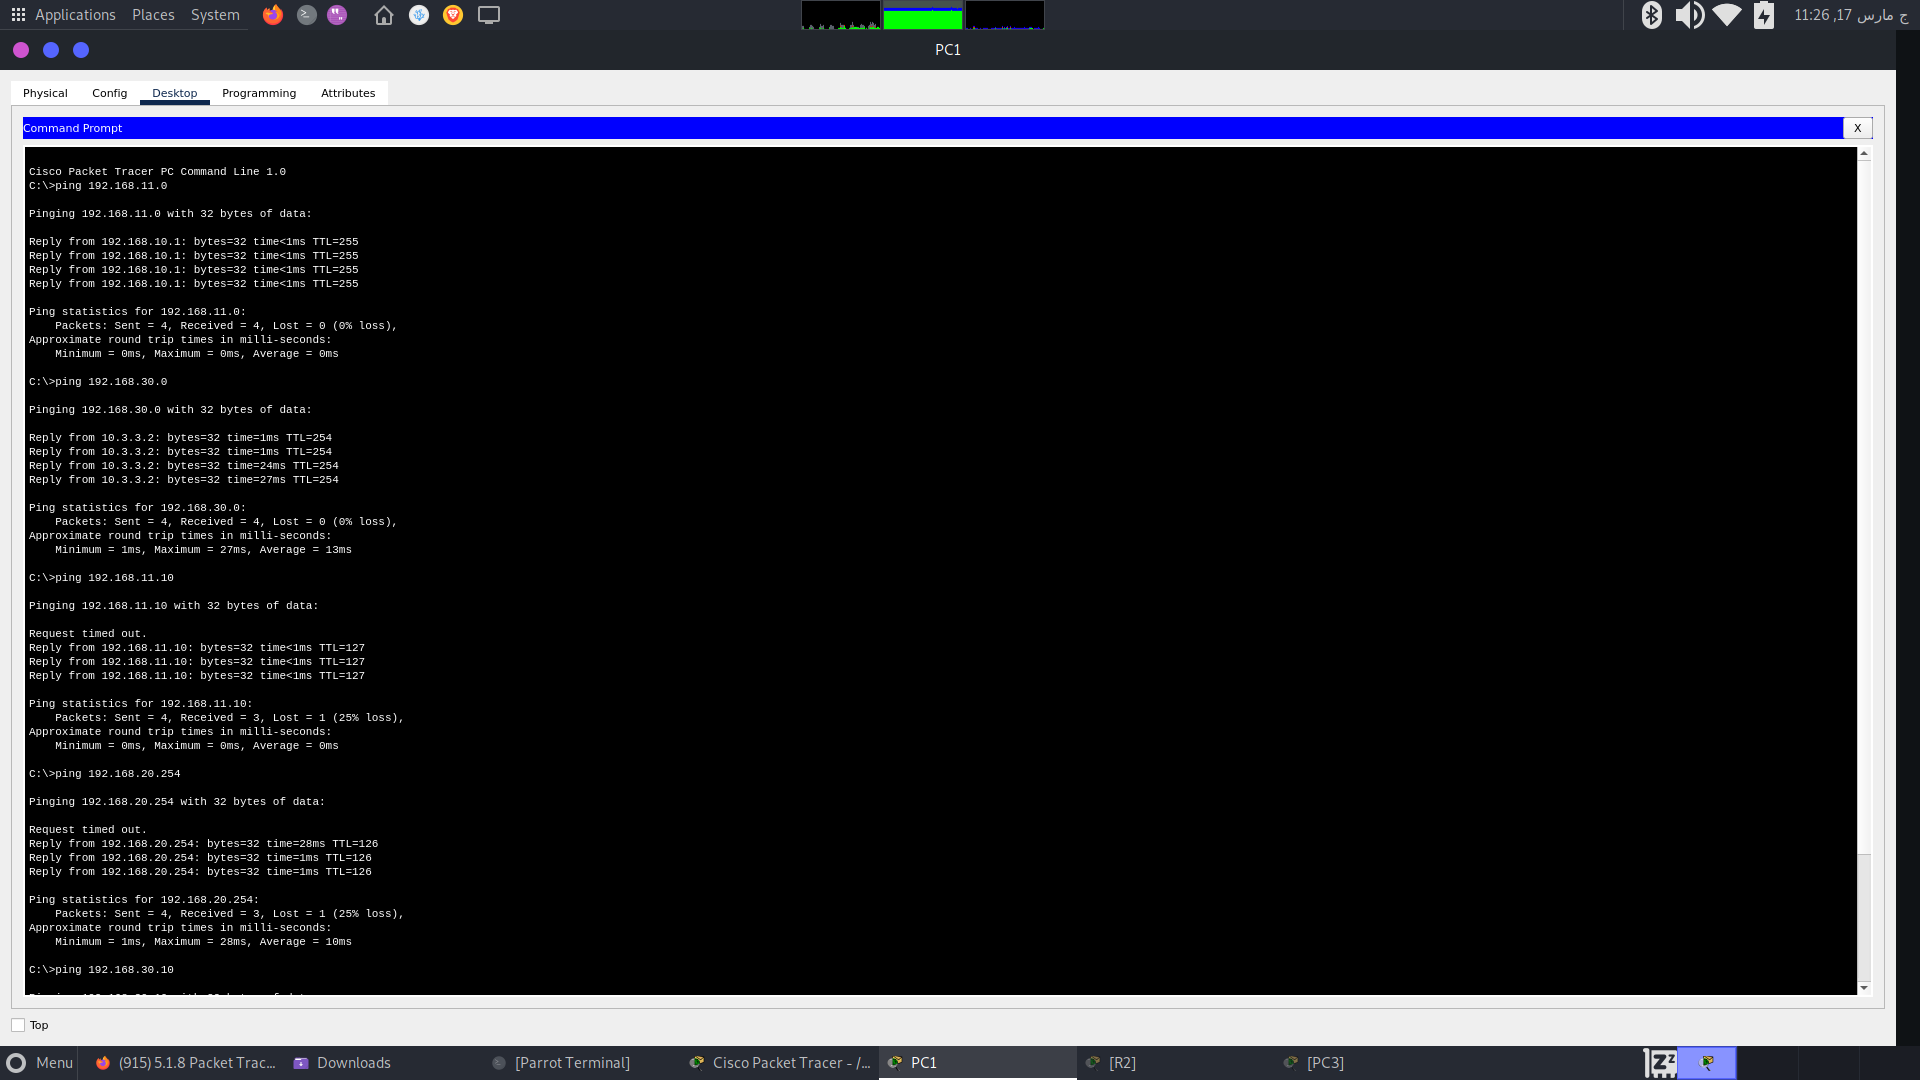 Applications Places System
11:26 ,17 مارس ج
PC1
Physical Config Desktop Programming Attributes
Command Prompt
X
Cisco Packet Tracer PC Command Line 1.0
C:\>ping 192.168.11.0
Pinging 192.168.11.0 with 32 bytes of data:
Reply from 192.168.10.1: bytes=32 time<1ms TTL=255
Reply from 192.168.10.1: bytes=32 time<1ms TTL=255
Reply from 192.168.10.1: bytes=32 time<1ms TTL=255
Reply from 192.168.10.1: bytes=32 time<1ms TTL=255
Ping statistics for 192.168.11.0:
Packets: Sent = 4, Received = 4, Lost = 0 (0% loss),
Approximate round trip times in milli-seconds:
Minimum = 0ms, Maximum = 0ms, Average = 0ms
C:\>ping 192.168.30.0
Pinging 192.168.30.0 with 32 bytes of data:
Reply from 10.3.3.2: bytes=32 time=1ms TTL=254
Reply from 10.3.3.2: bytes=32 time=1ms TTL=254
Reply from 10.3.3.2: bytes=32 time=24ms TTL=254
Reply from 10.3.3.2: bytes=32 time=27ms TTL=254
Ping statistics for 192.168.30.0:
Packets: Sent = 4, Received = 4, Lost = 0 (0% loss),
Approximate round trip times in milli-seconds:
Minimum = 1ms, Maximum = 27ms, Average = 13ms
C:\>ping 192.168.11.10
Pinging 192.168.11.10 with 32 bytes of data:
Request timed out.
Reply from 192.168.11.10: bytes=32 time<1ms TTL=127
Reply from 192.168.11.10: bytes=32 time<1ms TTL=127
Reply from 192.168.11.10: bytes=32 time<1ms TTL=127
Ping statistics for 192.168.11.10:
Packets: Sent = 4, Received = 3, Lost = 1 (25% loss),
Approximate round trip times in milli-seconds:
Minimum = 0ms, Maximum = 0ms, Average = 0ms
C:\>ping 192.168.20.254
Pinging 192.168.20.254 with 32 bytes of data:
Request timed out.
Reply from 192.168.20.254: bytes=32 time=28ms TTL=126
Reply from 192.168.20.254: bytes=32 time=1ms TTL=126
Reply from 192.168.20.254: bytes=32 time=1ms TTL=126
Ping statistics for 192.168.20.254:
Packets: Sent = 4, Received = 3, Lost = 1 (25% loss),
Approximate round trip times in milli-seconds:
Minimum = 1ms, Maximum = 28ms, Average = 10ms
C:\>ping 192.168.30.10
Top
Menu (915) 5.1.8 Packet Trac... Downloads [Parrot Terminal] Cisco Packet Tracer - /... PC1 [R2] [PC3]